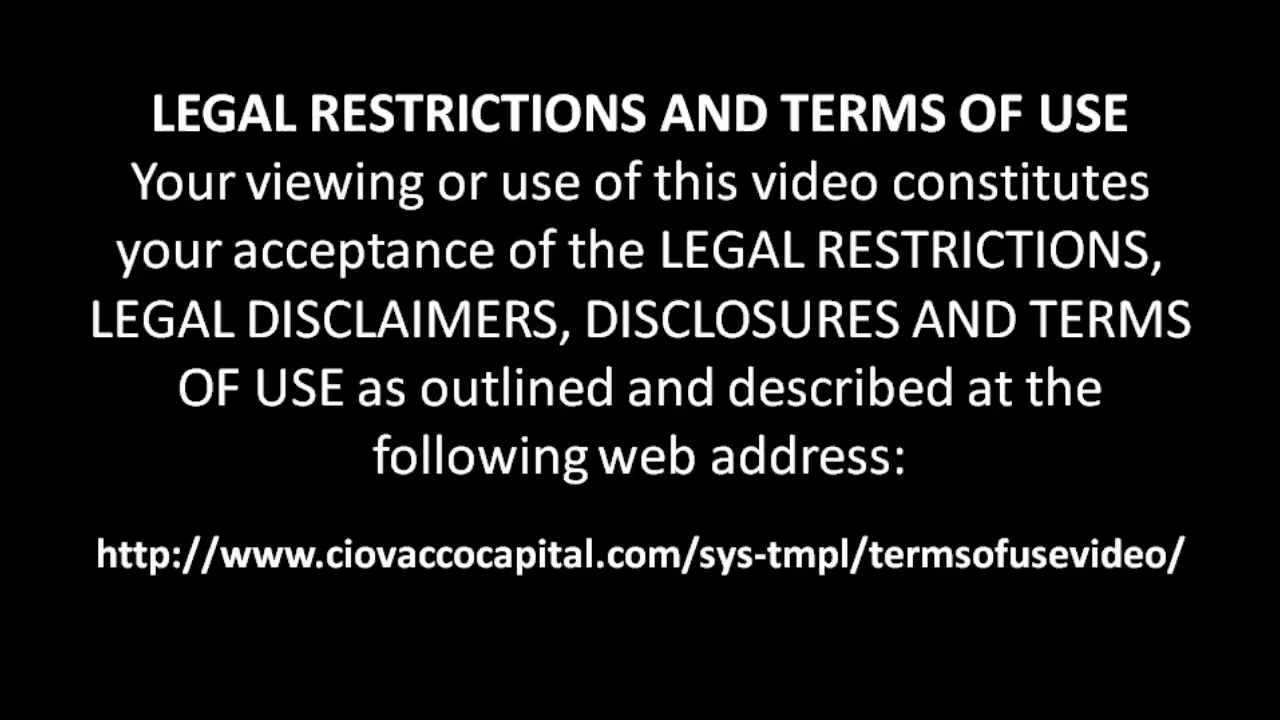 LEGAL RESTRICTIONS AND TERMS OF USE
Your viewing or use of this video constitutes
your acceptance of the LEGAL RESTRICTIONS,
LEGAL DISCLAIMERS, DISCLOSURES AND TERMS
OF USE as outlined and described at the
following web address:
http://www.ciovaccocapital.com/sys-tmpl/termsofusevideo/